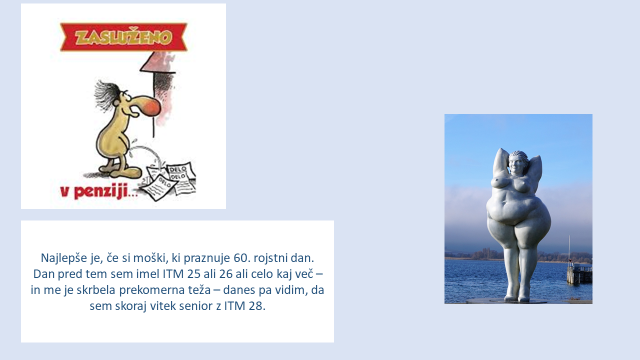 ZASLUŽENO
DELO
DELO
v penziji...
Najlepše je, če si moški, ki praznuje 60. rojstni dan.
Dan pred tem sem imel ITM 25 ali 26 ali celo kaj več –
in me je skrbela prekomerna teža – danes pa vidim, da
sem skoraj vitek senior z ITM 28.